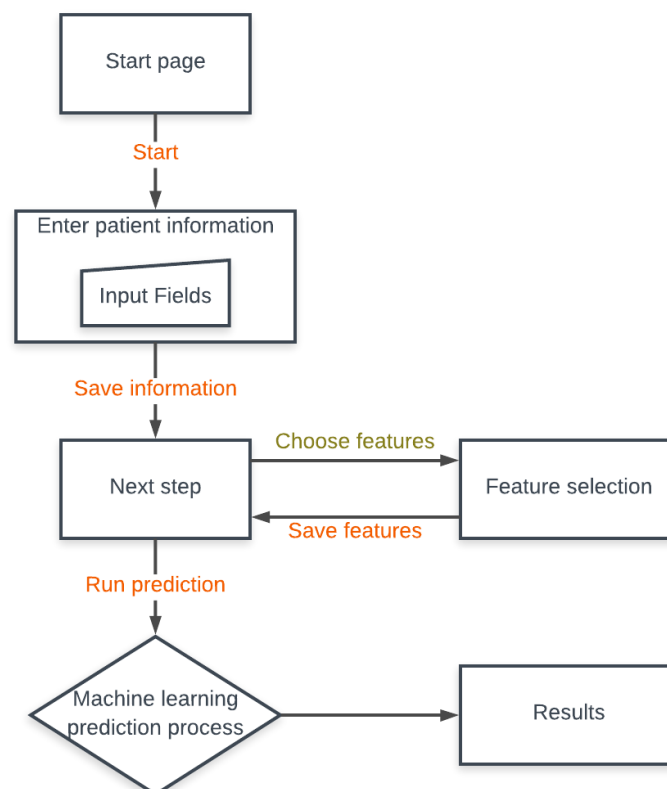 Start page
Start
Enter patient information
Input Fields
Save information
Next step
Choose features
Feature selection
Save features
Run prediction
Machine learning
prediction process
Results